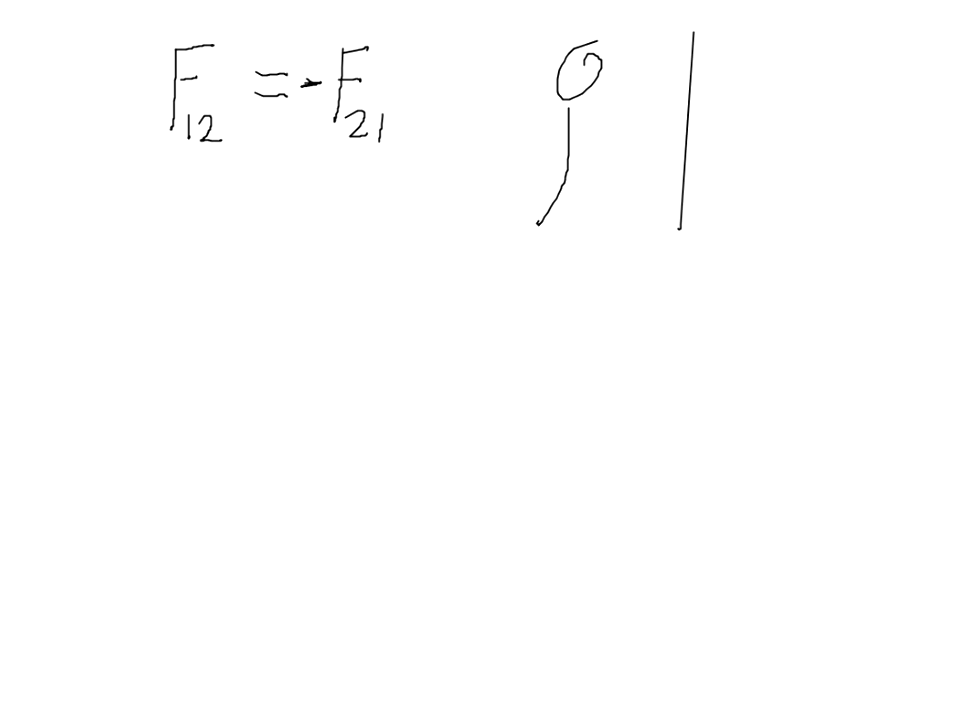 F₁₂ = -F₂₁